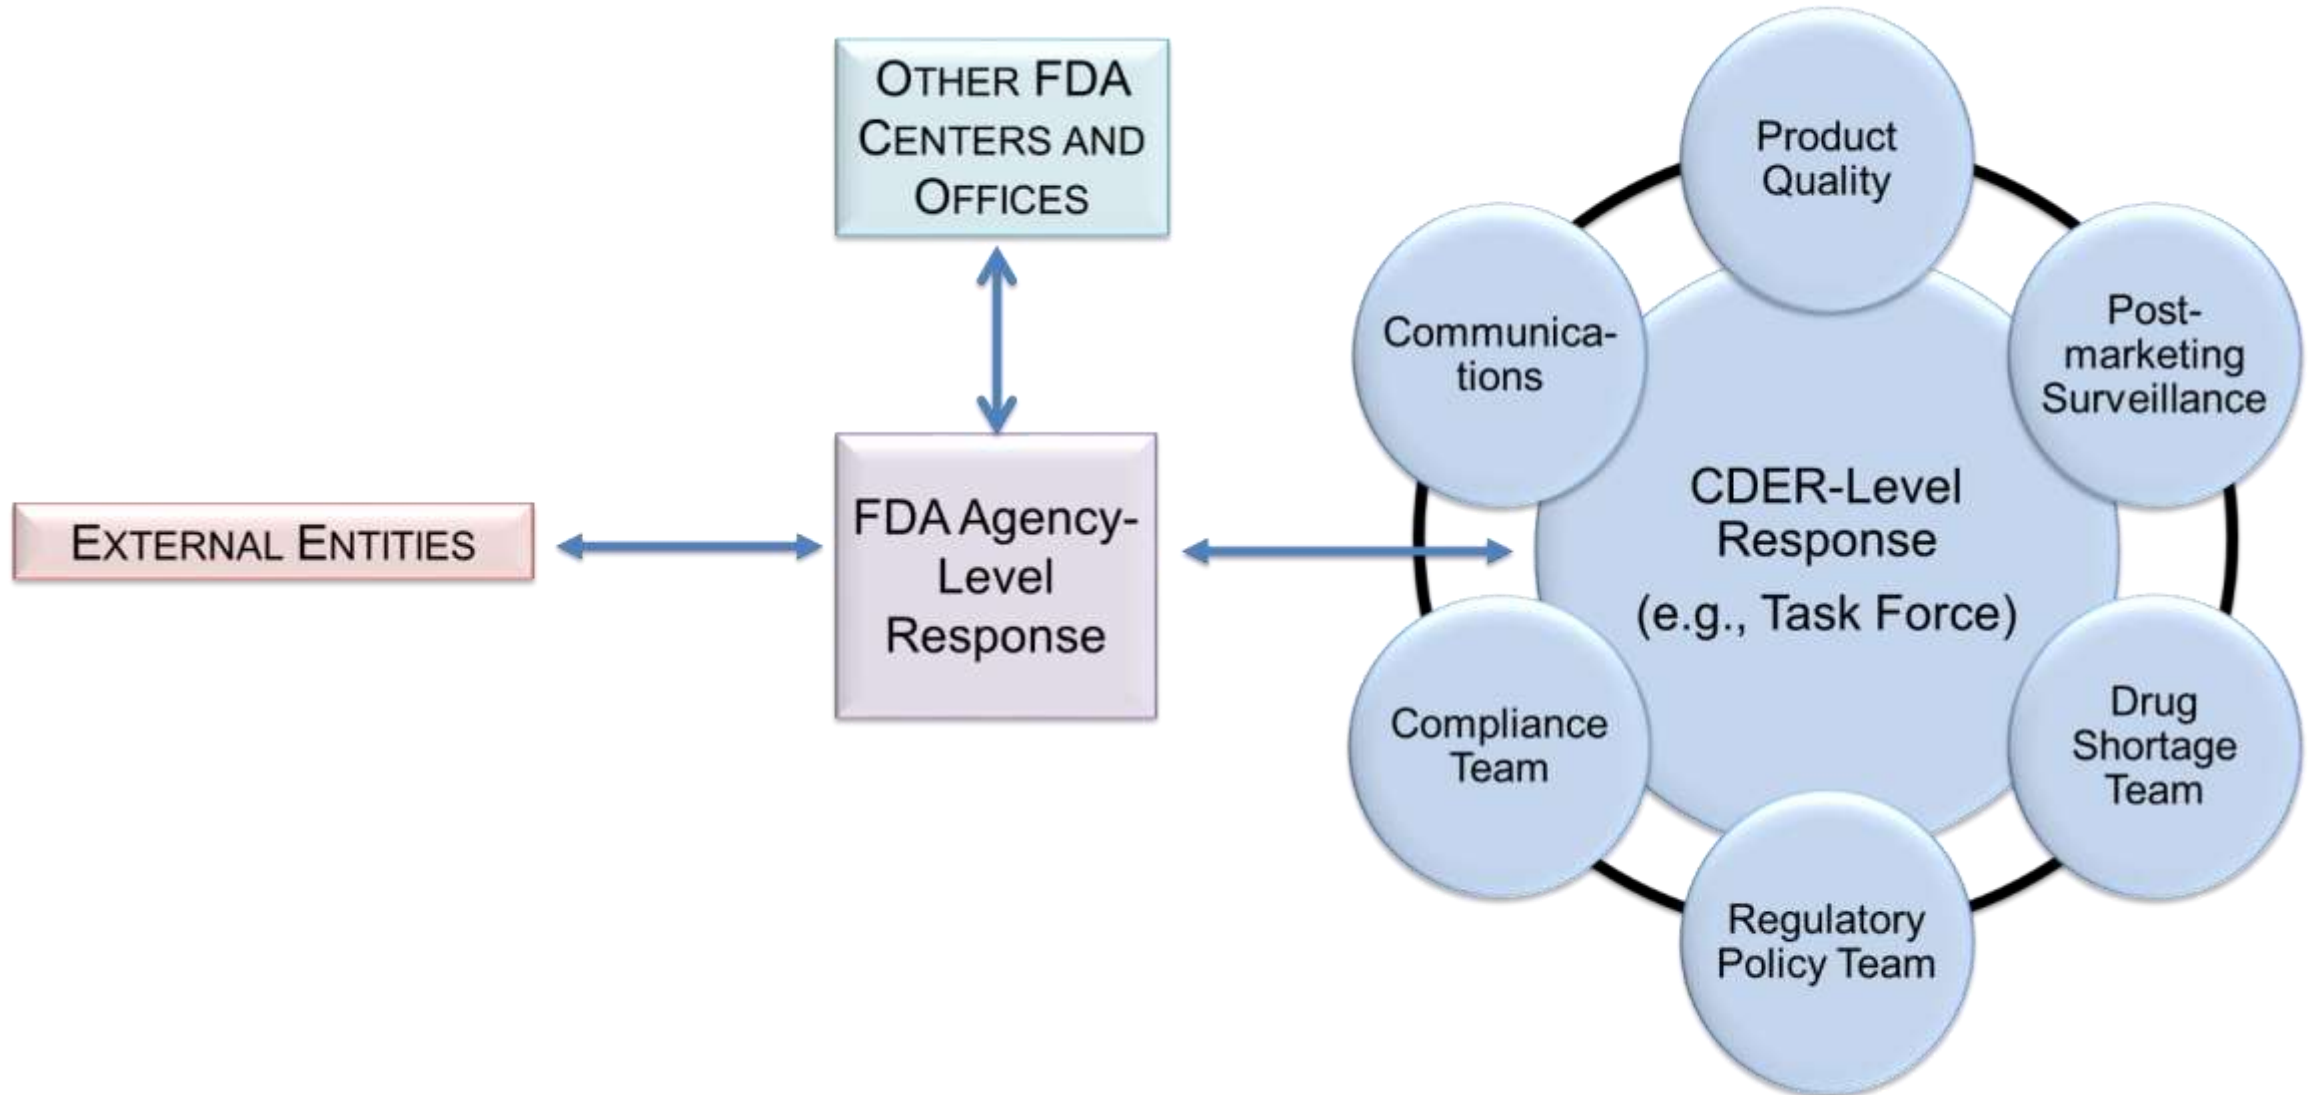 OTHER FDA
CENTERS AND
OFFICES
EXTERNAL ENTITIES
FDA Agency-
Level
Response
CDER-Level
Response
(e.g., Task Force)
Product
Quality
Post-
marketing
Surveillance
Drug
Shortage
Team
Regulatory
Policy Team
Compliance
Team
Communica-
tions